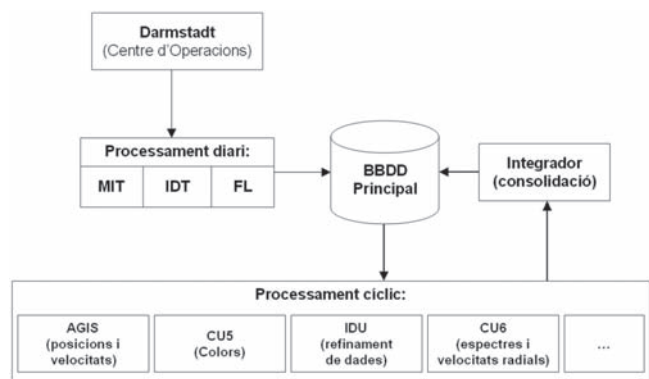 Darmstadt
(Centre d'Operacions)
Processament diari:
MIT IDT FL
BBDD
Principal
Integrador
(consolidació)
Processament cíclic:
AGIS
(posicions i
velocitats)
CU5
(Colors)
IDU
(refinament
de dades)
CU6
(espectres i
velocitats radials)
...